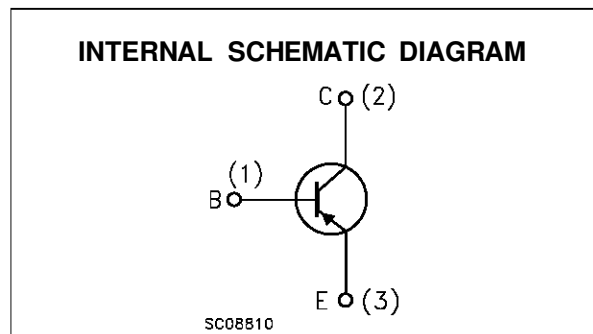 INTERNAL SCHEMATIC DIAGRAM
C (2)
(1)
B
E (3)
SC08810